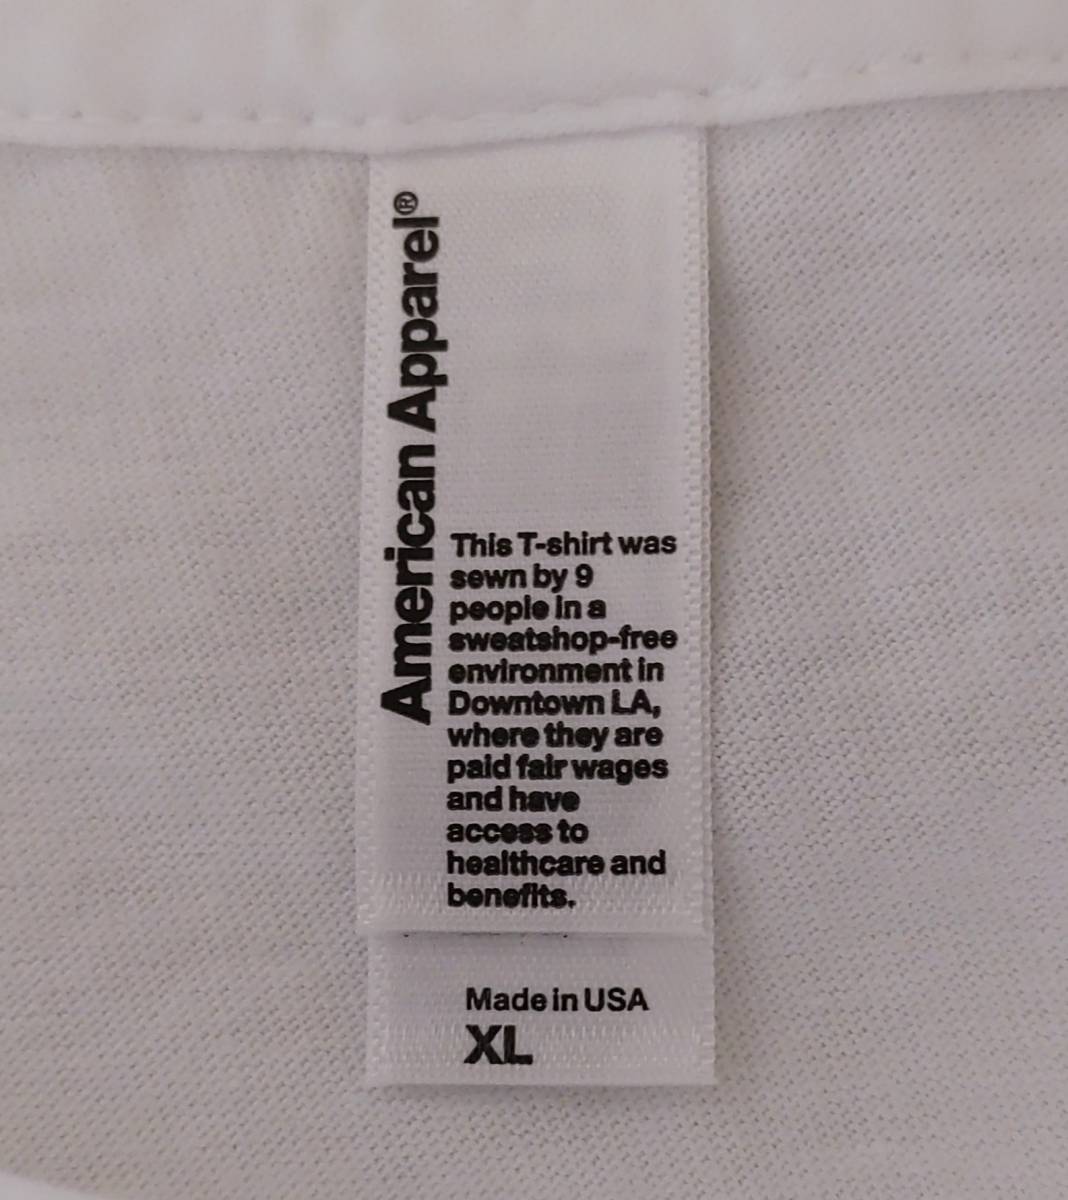 American Apparel®
This T-shirt was
sewn by 9
people in a
sweatshop-free
environment in
Downtown LA,
where they are
paid fair wages
and have
access to
healthcare and
benefits.
Made in USA
XL